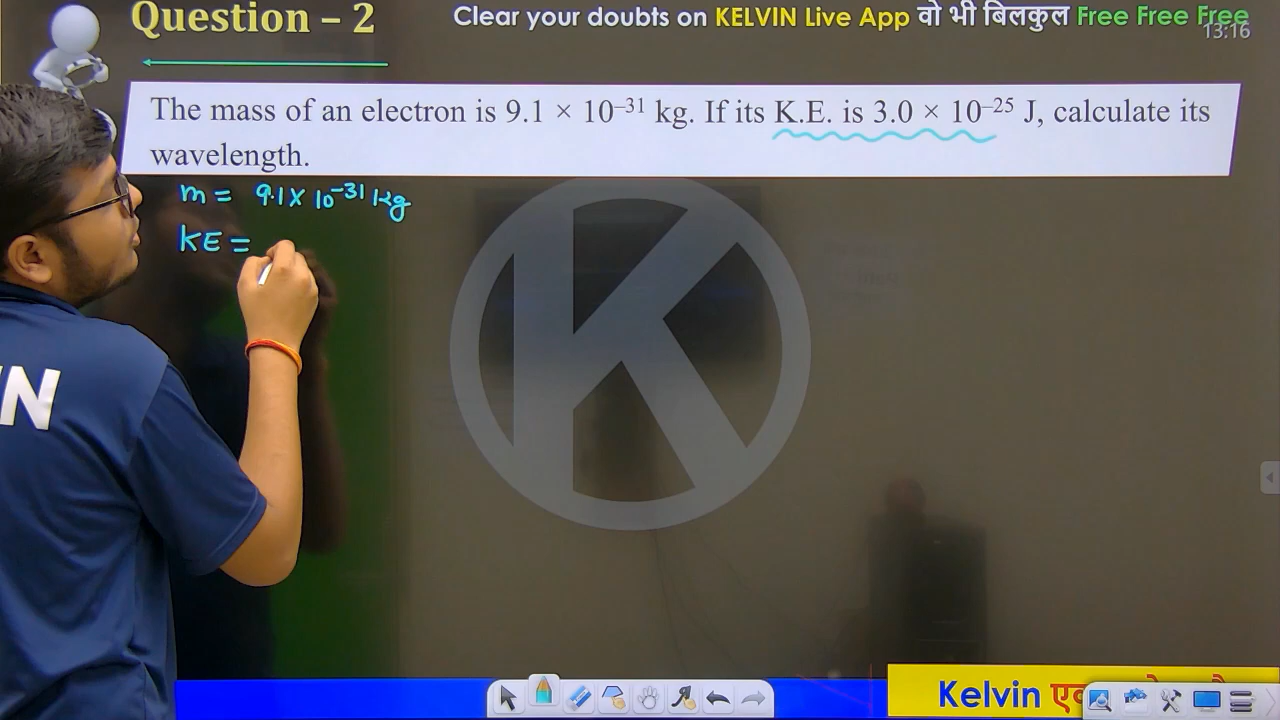 Question – 2
Clear your doubts on KELVIN Live App वो भी बिलकुल Free Free Free
13:16
The mass of an electron is 9.1 × 10⁻³¹ kg. If its K.E. is 3.0 × 10⁻²⁵ J, calculate its
wavelength.
m = 9.1 × 10⁻³¹ kg
KE =
K
VN
Kelvin